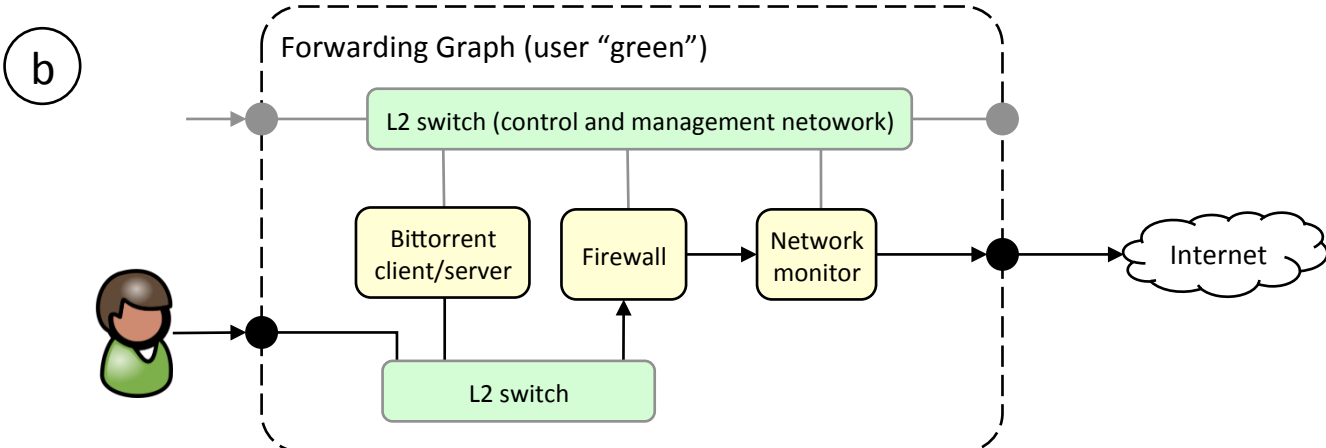 b
Forwarding Graph (user “green”)
L2 switch (control and management netowork)
Bittorrent
client/server
Firewall
Network
monitor
Internet
L2 switch